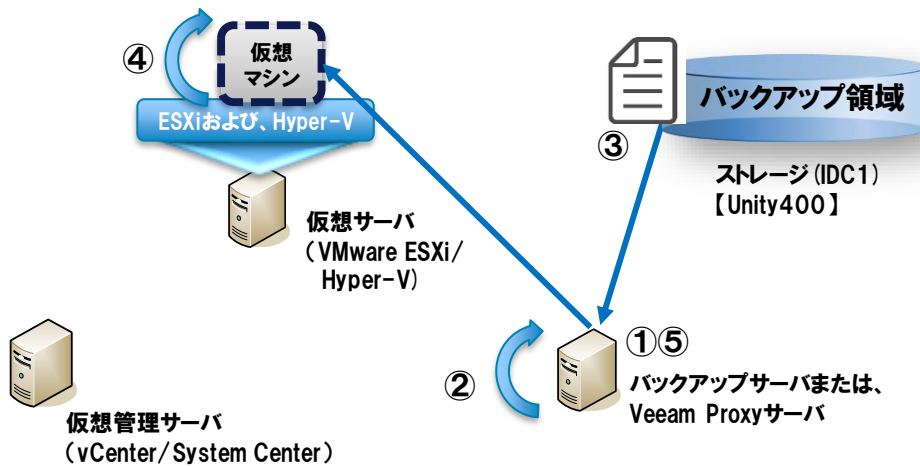 ④
仮想
マシン
ESXiおよび、Hyper-V
バックアップ領域
③
ストレージ(IDC1)
【Unity400】
仮想サーバ
(VMware ESXi/
Hyper-V)
①⑤
②
バックアップサーバまたは、
Veeam Proxyサーバ
仮想管理サーバ
(vCenter/System Center)